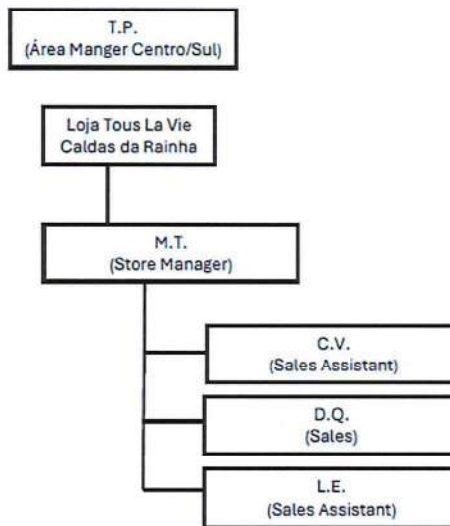 T.P.
(Área Manger Centro/Sul)
Loja Tous La Vie
Caldas da Rainha
M.T.
(Store Manager)
C.V.
(Sales Assistant)
D.Q.
(Sales)
L.E.
(Sales Assistant)